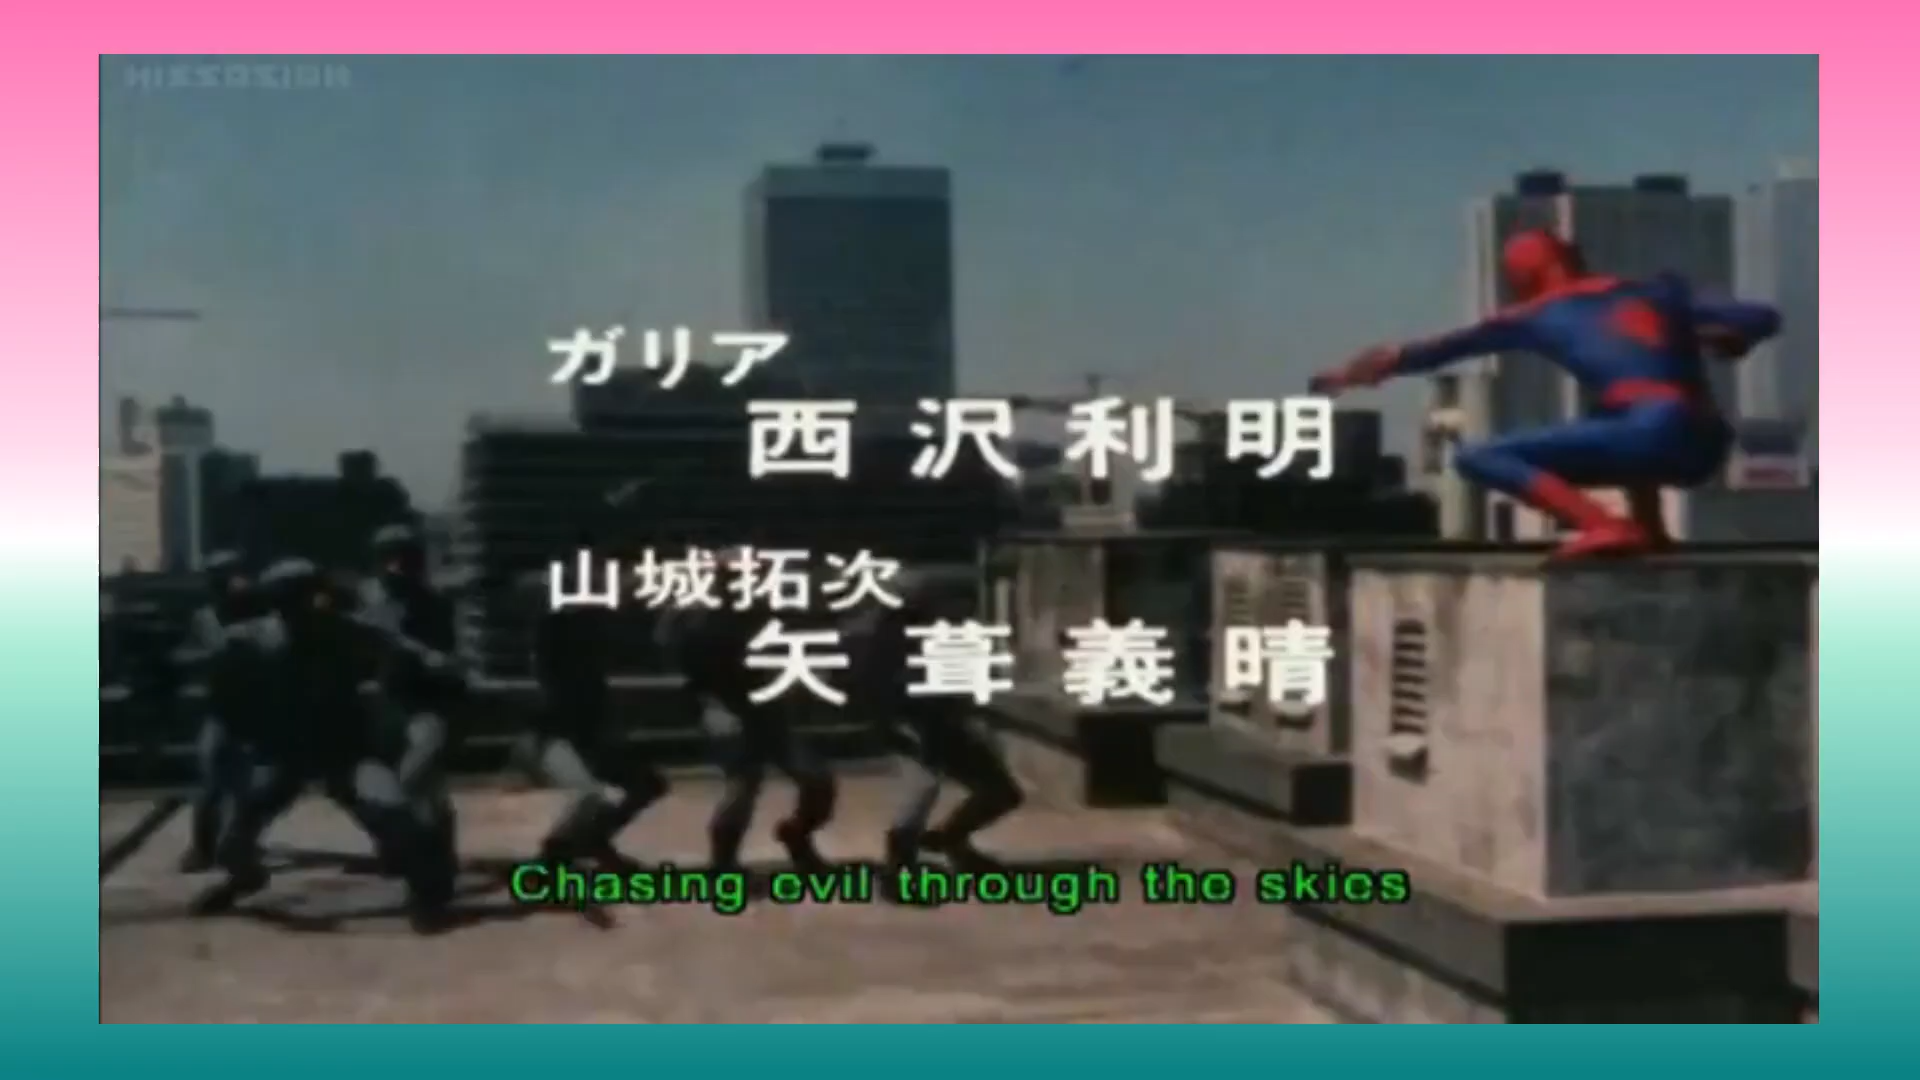 ガリア
西沢利明
山城拓次
矢葺義晴
Chasing evil through the skies